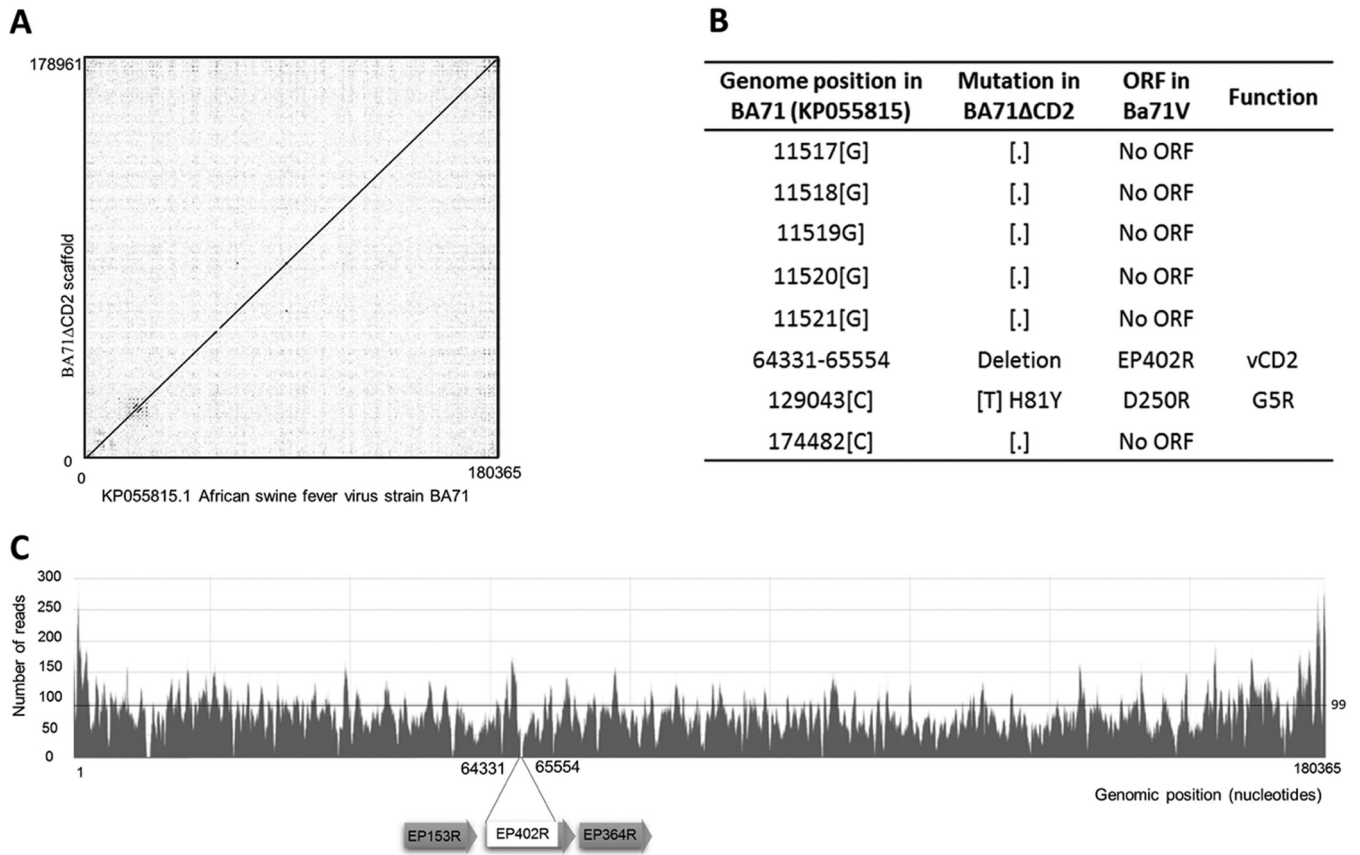 A
178961
BA71ΔCD2 scaffold
0
0
180365
KP055815.1 African swine fever virus strain BA71
B
Genome position in BA71 (KP055815) Mutation in BA71ΔCD2 ORF in Ba71V Function
11517[G] [.] No ORF
11518[G] [.] No ORF
11519G] [.] No ORF
11520[G] [.] No ORF
11521[G] [.] No ORF
64331-65554 Deletion EP402R vCD2
129043[C] [T] H81Y D250R G5R
174482[C] [.] No ORF
C
Number of reads
300
250
200
150
100
50
0
99
1
64331 65554
180365
Genomic position (nucleotides)
EP153R EP402R EP364R